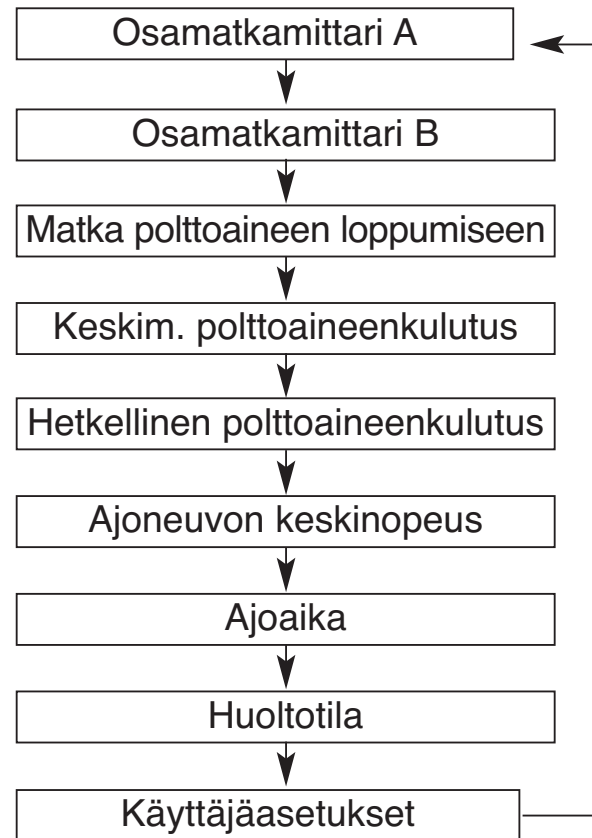 Osamatkamittari A
Osamatkamittari B
Matka polttoaineen loppumiseen
Keskim. polttoaineenkulutus
Hetkellinen polttoaineenkulutus
Ajoneuvon keskinopeus
Ajoaika
Huoltotila
Käyttäjäasetukset